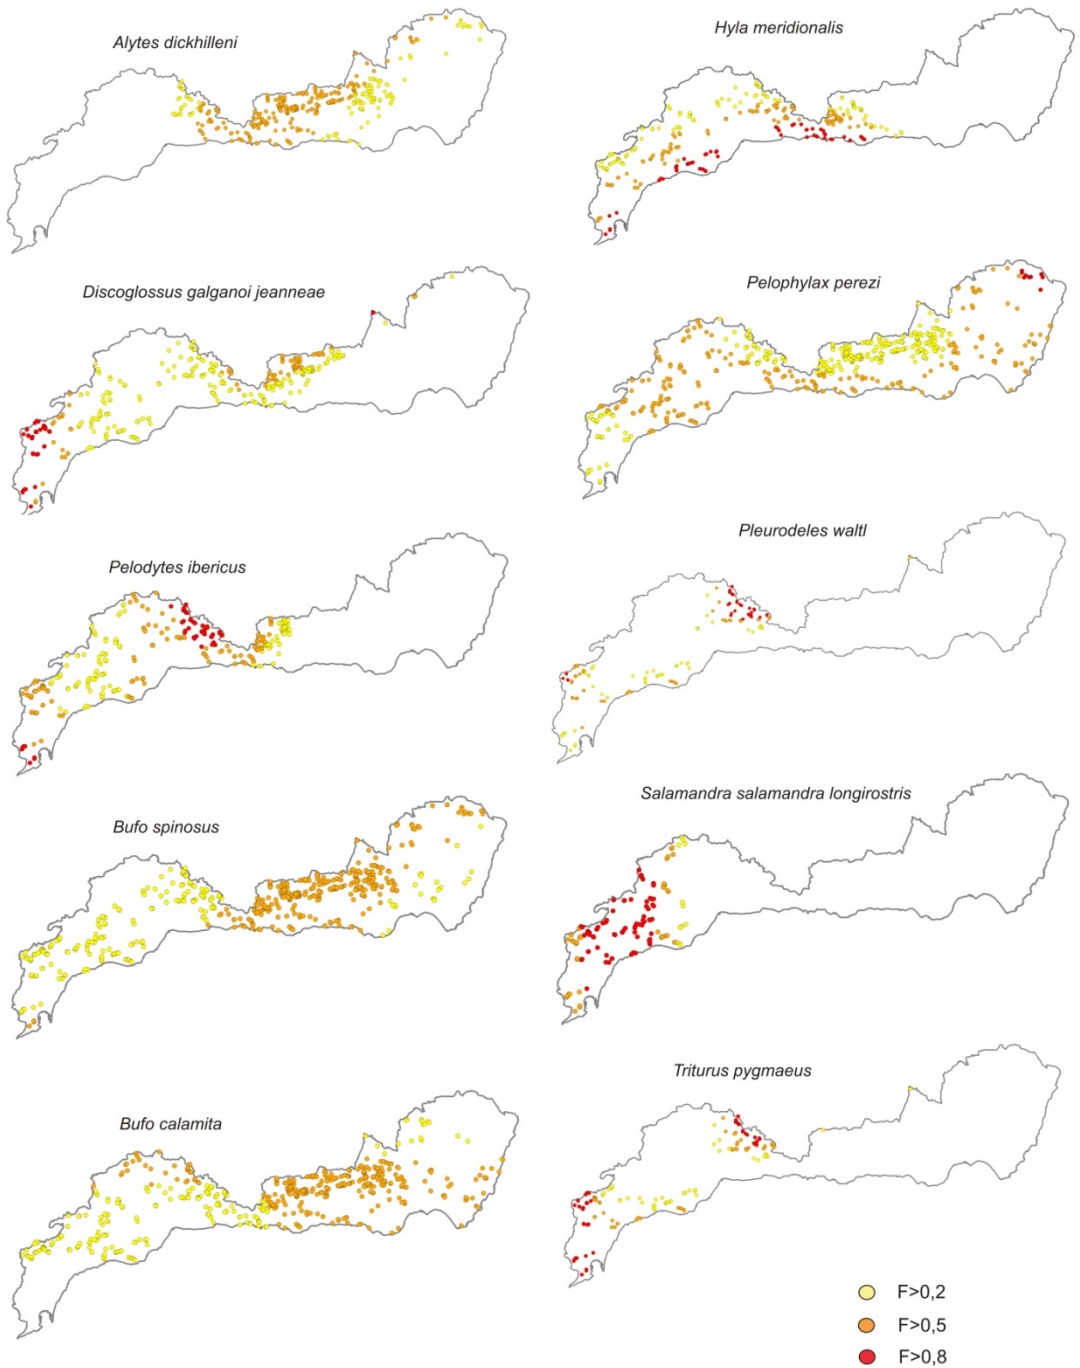 Alytes dickhilleni
Hyla meridionalis
Discoglossus galganoi jeanneae
Pelophylax perezi
Pelodytes ibericus
Pleurodeles waltl
Bufo spinosus
Salamandra salamandra longirostris
Bufo calamita
Triturus pygmaeus
F>0,2
F>0,5
F>0,8